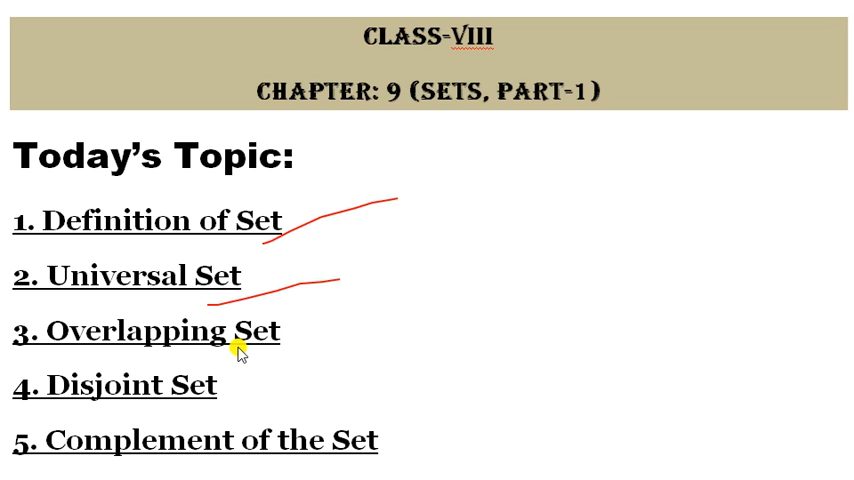 CLASS-VIII
CHAPTER: 9 (SETS, PART-1)
Today's Topic:
1. Definition of Set
2. Universal Set
3. Overlapping Set
4. Disjoint Set
5. Complement of the Set